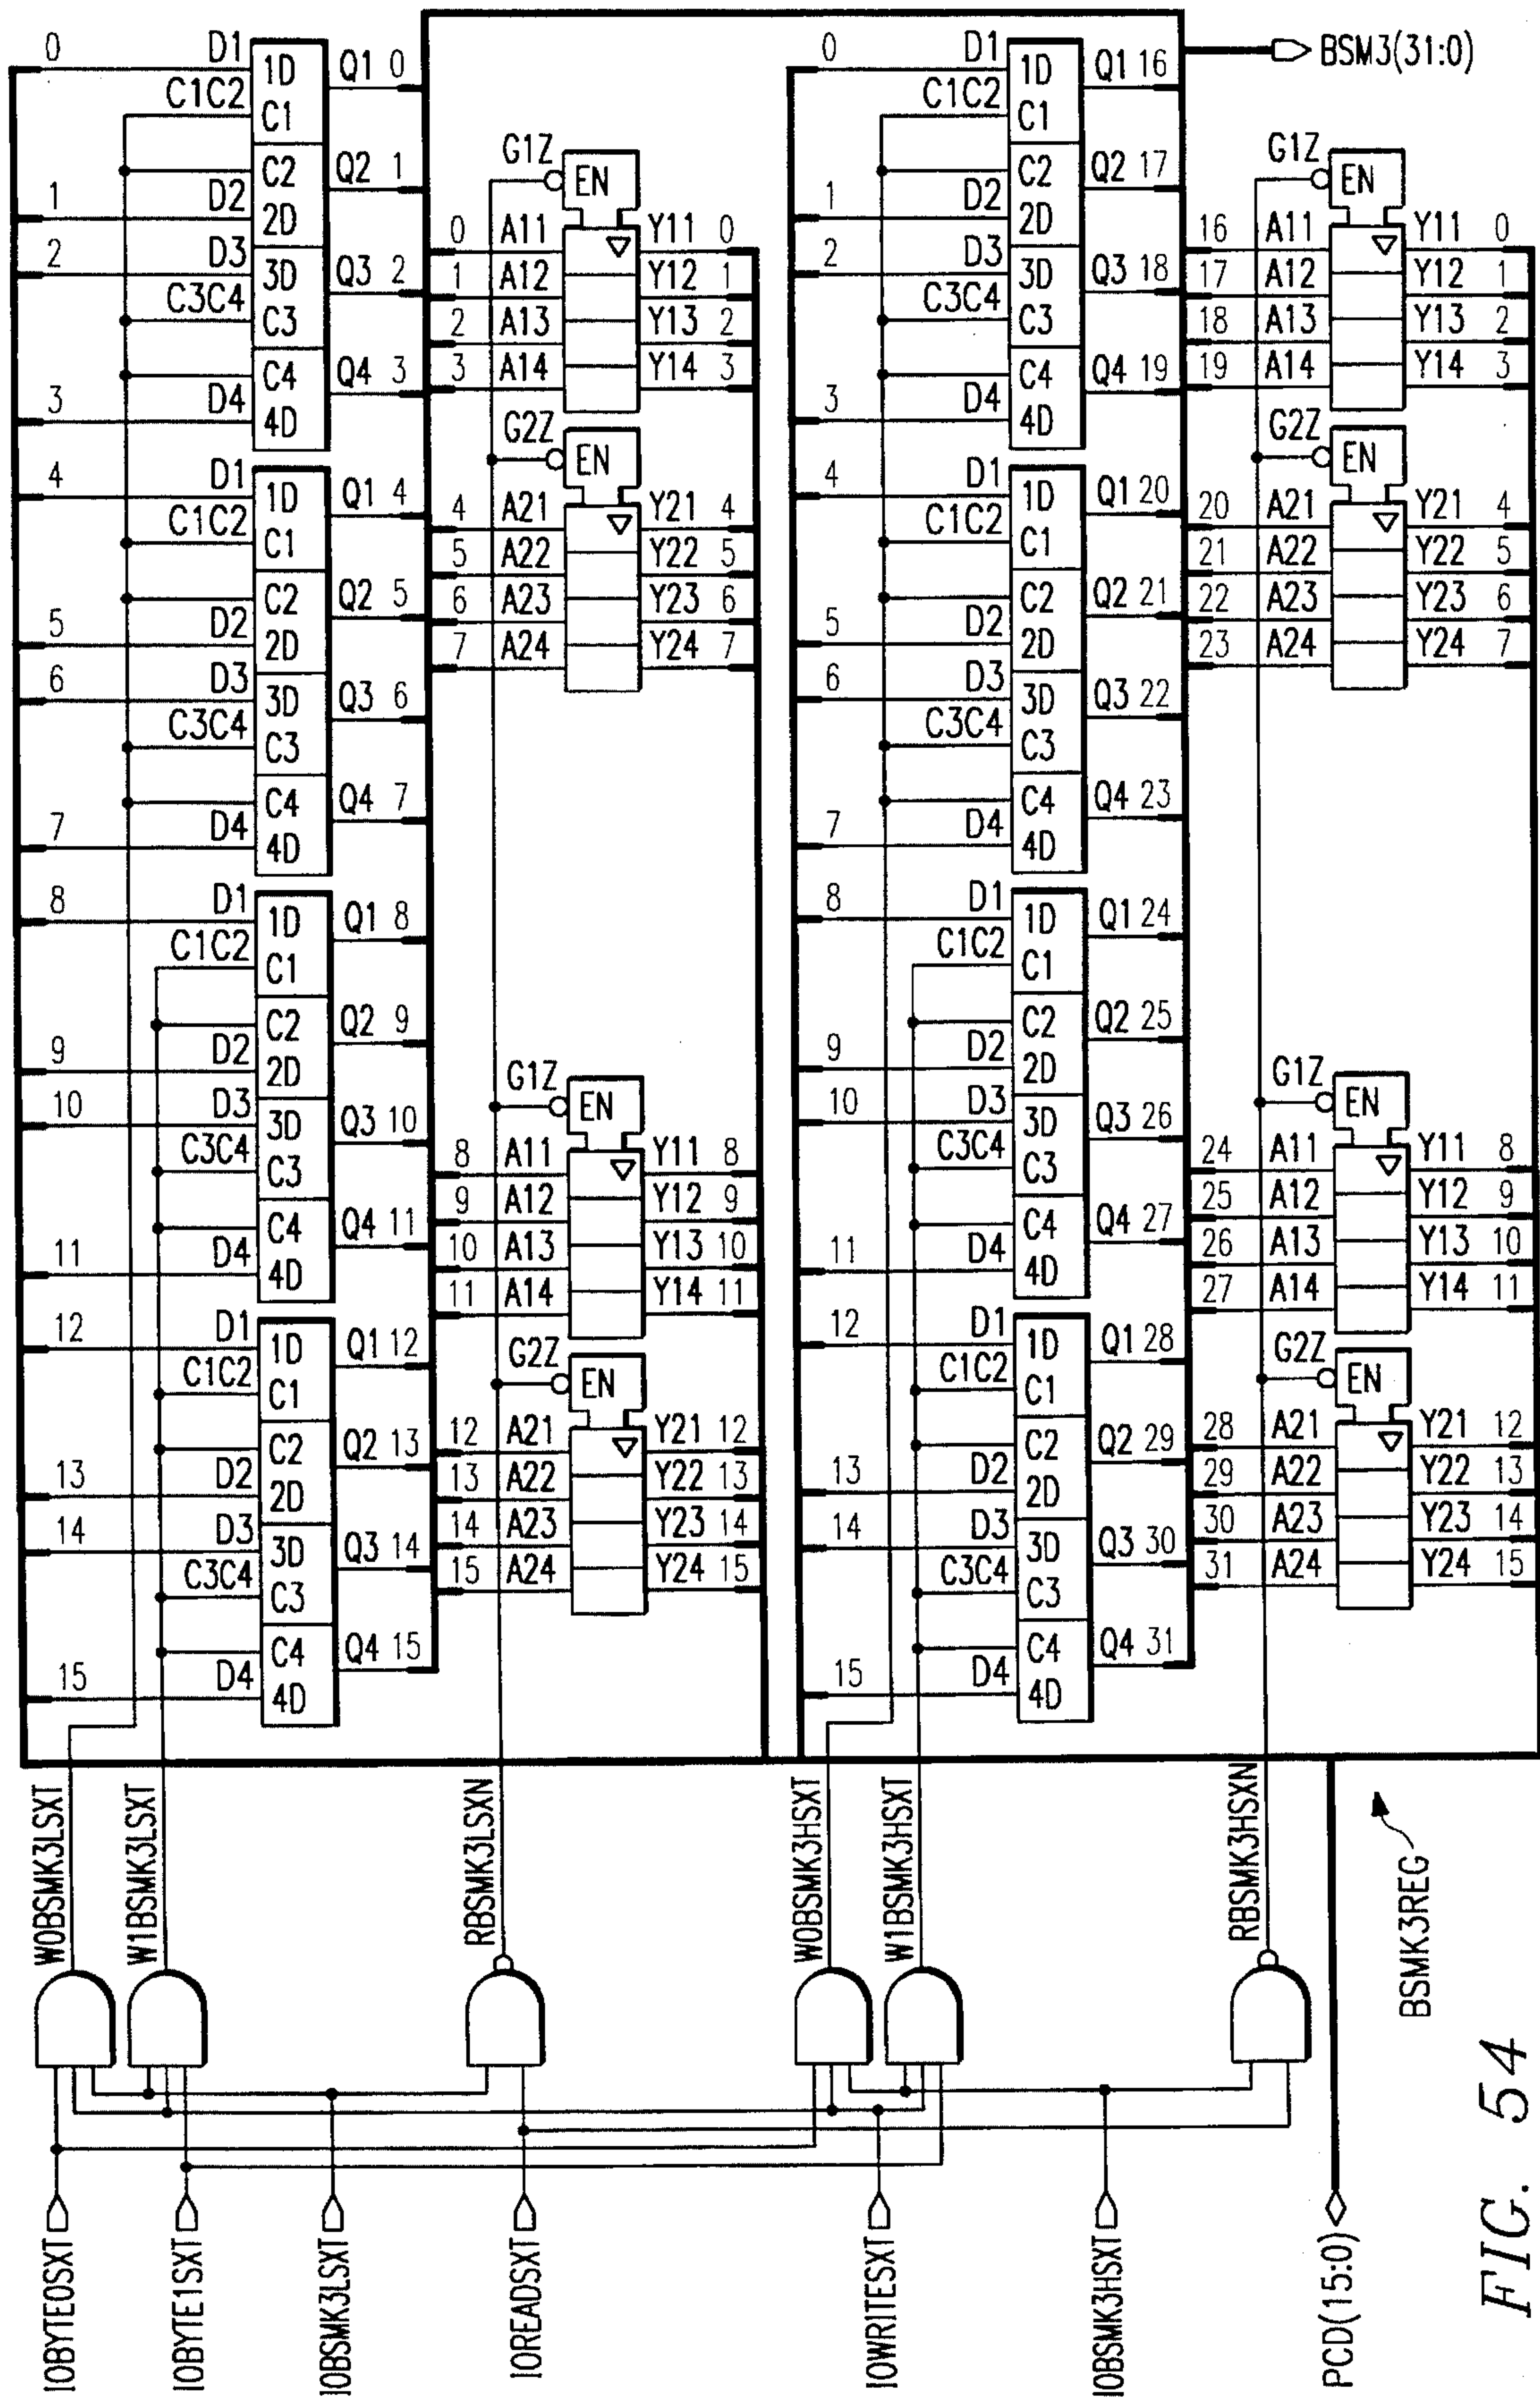 0 D1 1D Q1 0
C1C2 C1
C2 Q2 1
1 D2 2D
2 D3 3D Q3 2
C3C4 C3
C4 Q4 3
3 D4 4D
4 D1 1D Q1 4
C1C2 C1
C2 Q2 5
5 D2 2D
6 D3 3D Q3 6
C3C4 C3
C4 Q4 7
7 D4 4D
8 D1 1D Q1 8
C1C2 C1
C2 Q2 9
9 D2 2D
10 D3 3D Q3 10
C3C4 C3
C4 Q4 11
11 D4 4D
12 D1 1D Q1 12
C1C2 C1
C2 Q2 13
13 D2 2D
14 D3 3D Q3 14
C3C4 C3
C4 Q4 15
15 D4 4D
G1Z EN
0 A11 Y11 0
1 A12 Y12 1
2 A13 Y13 2
3 A14 Y14 3
G2Z EN
4 A21 Y21 4
5 A22 Y22 5
6 A23 Y23 6
7 A24 Y24 7
G1Z EN
8 A11 Y11 8
9 A12 Y12 9
10 A13 Y13 10
11 A14 Y14 11
G2Z EN
12 A21 Y21 12
13 A22 Y22 13
14 A23 Y23 14
15 A24 Y24 15
0 D1 1D Q1 16
C1C2 C1
C2 Q2 17
1 D2 2D
2 D3 3D Q3 18
C3C4 C3
C4 Q4 19
3 D4 4D
4 D1 1D Q1 20
C1C2 C1
C2 Q2 21
5 D2 2D
6 D3 3D Q3 22
C3C4 C3
C4 Q4 23
7 D4 4D
8 D1 1D Q1 24
C1C2 C1
C2 Q2 25
9 D2 2D
10 D3 3D Q3 26
C3C4 C3
C4 Q4 27
11 D4 4D
12 D1 1D Q1 28
C1C2 C1
C2 Q2 29
13 D2 2D
14 D3 3D Q3 30
C3C4 C3
C4 Q4 31
15 D4 4D
BSM3(31:0)
G1Z EN
16 A11 Y11 0
17 A12 Y12 1
18 A13 Y13 2
19 A14 Y14 3
G2Z EN
20 A21 Y21 4
21 A22 Y22 5
22 A23 Y23 6
23 A24 Y24 7
G1Z EN
24 A11 Y11 8
25 A12 Y12 9
26 A13 Y13 10
27 A14 Y14 11
G2Z EN
28 A21 Y21 12
29 A22 Y22 13
30 A23 Y23 14
31 A24 Y24 15
W0BSMK3LSXT
W1BSMK3LSXT
RBSMK3LSXN
W0BSMK3HSXT
W1BSMK3HSXT
RBSMK3HSXN
BSMK3REG
IOBYTE0SXT
IOBYTE1SXT
IOBSMK3LSXT
IOREADSXT
IOWRITESXT
IOBSMK3HSXT
PCD(15:0)
FIG. 54